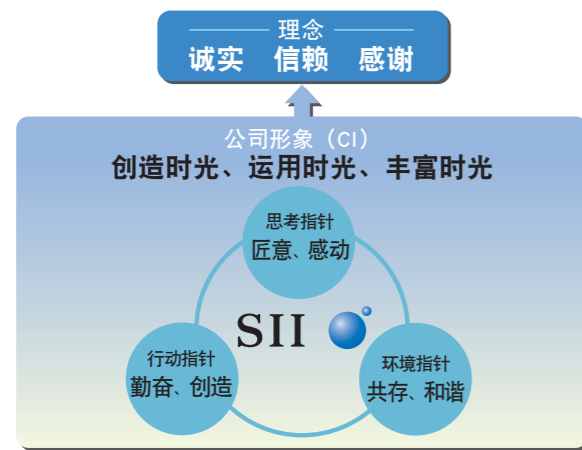 理念
诚实 信赖 感谢
公司形象（CI）
创造时光、运用时光、丰富时光
思考指针
匠意、感动
SII
行动指针
勤奋、创造
环境指针
共存、和谐